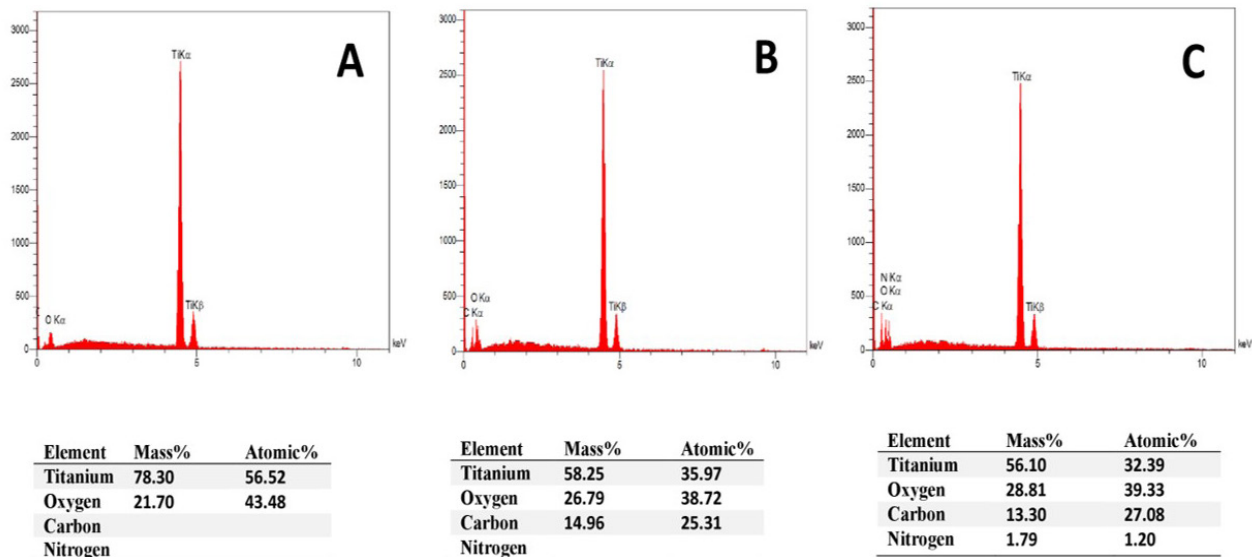 A
3000
2500
2000
1500
1000
500
0
TiKα
TiKβ
C
O Kα
keV
0
5
10
B
3000
2500
2000
1500
1000
500
0
TiKα
O Kα
C Kα
TiKβ
keV
0
5
10
C
3000
2500
2000
1500
1000
500
0
TiKα
N Kα
O Kα
C Kα
TiKβ
keV
0
5
10
Element Mass% Atomic%
Titanium 78.30 56.52
Oxygen 21.70 43.48
Carbon
Nitrogen
Element Mass% Atomic%
Titanium 58.25 35.97
Oxygen 26.79 38.72
Carbon 14.96 25.31
Nitrogen
Element Mass% Atomic%
Titanium 56.10 32.39
Oxygen 28.81 39.33
Carbon 13.30 27.08
Nitrogen 1.79 1.20